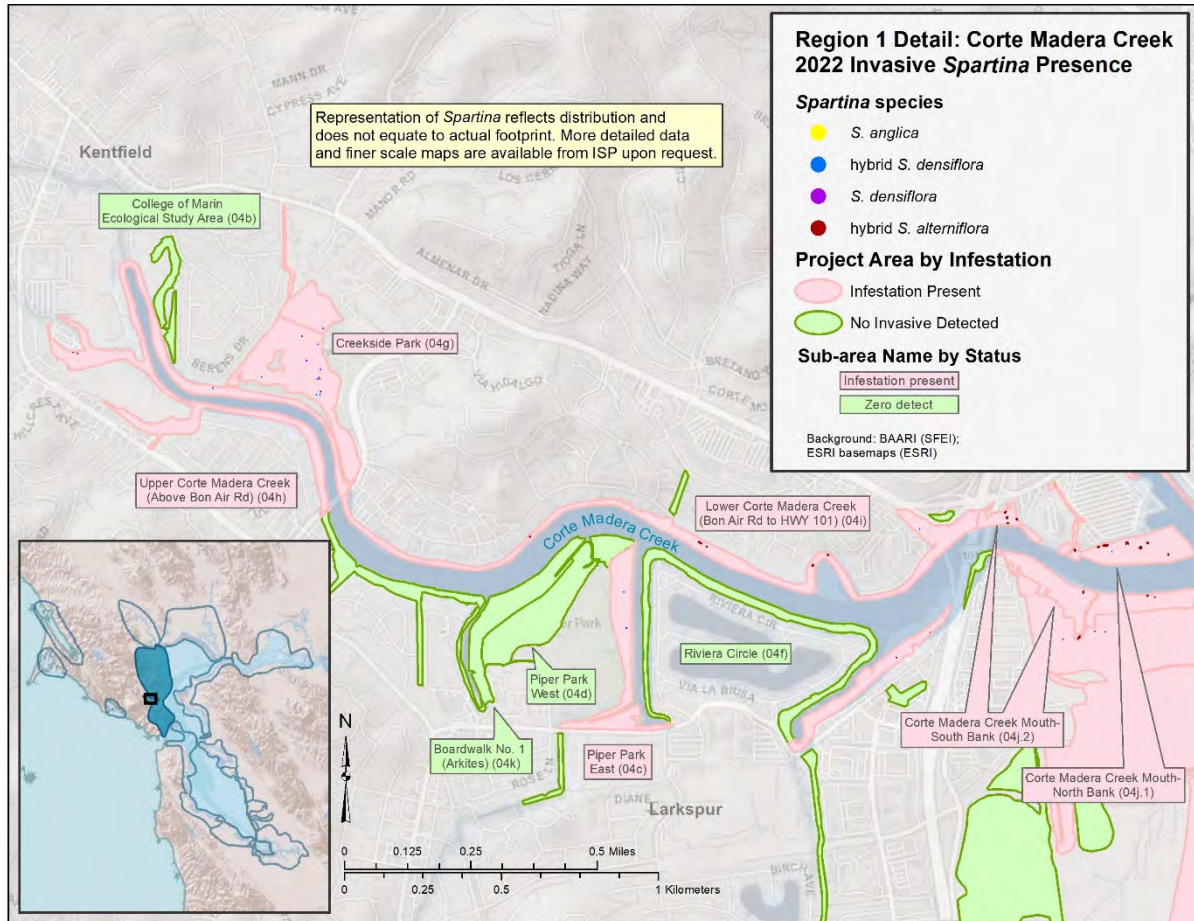 Region 1 Detail: Corte Madera Creek
2022 Invasive Spartina Presence
Spartina species
S. anglica
hybrid S. densiflora
S. densiflora
hybrid S. alterniflora
Project Area by Infestation
Infestation Present
No Invasive Detected
Sub-area Name by Status
Infestation present
Zero detect
Background: BAARI (SFEI);
ESRI basemaps (ESRI)
Representation of Spartina reflects distribution and
does not equate to actual footprint. More detailed data
and finer scale maps are available from ISP upon request.
MANN DR
CYPRESS AVE
Kentfield
MANOR RD
College of Marin
Ecological Study Area (04b)
ALMENAR DR
NADINA WAY
BERENS DR
Creekside Park (04g)
VIA HIDALGO
Upper Corte Madera Creek
(Above Bon Air Rd) (04h)
Lower Corte Madera Creek
(Bon Air Rd to HWY 101) (04i)
Corte Madera Creek
RIVIERA CIR
Riviera Circle (04f)
VIA LA BRISA
Piper Park
West (04d)
Boardwalk No. 1
(Arkites) (04k)
Piper Park
East (04c)
Corte Madera Creek Mouth-
South Bank (04j.2)
Corte Madera Creek Mouth-
North Bank (04j.1)
ROSE LN
DIANE
Larkspur
BIRCH AVE
N
0 0.125 0.25 0.5 Miles
0 0.25 0.5 1 Kilometers